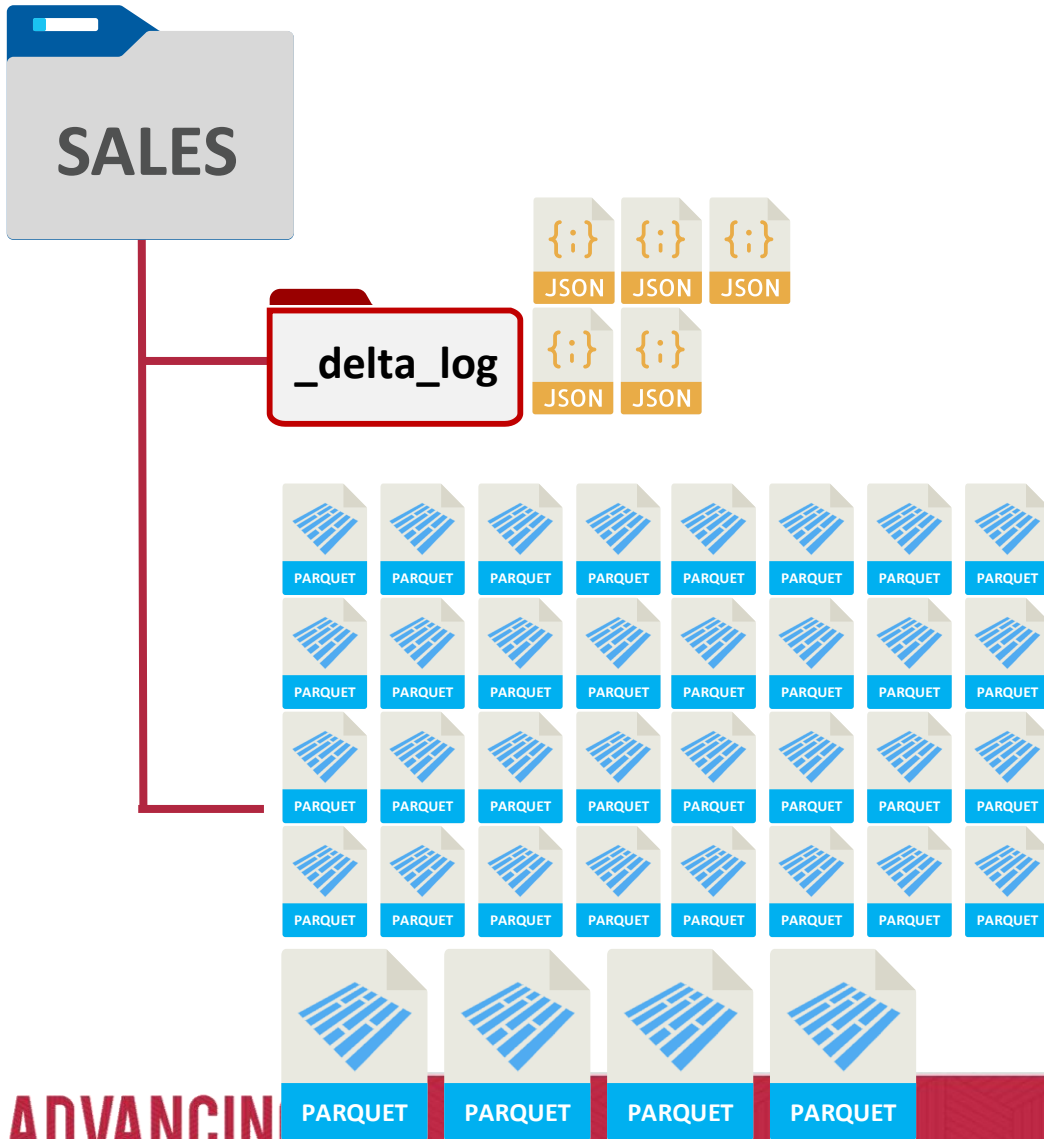 SALES
{;} {;} {;}
JSON JSON JSON
_delta_log
{;} {;}
JSON JSON
PARQUET PARQUET PARQUET PARQUET PARQUET PARQUET PARQUET PARQUET
PARQUET PARQUET PARQUET PARQUET PARQUET PARQUET PARQUET PARQUET
PARQUET PARQUET PARQUET PARQUET PARQUET PARQUET PARQUET PARQUET
PARQUET PARQUET PARQUET PARQUET PARQUET PARQUET PARQUET PARQUET
PARQUET PARQUET PARQUET PARQUET
ADVANCIN